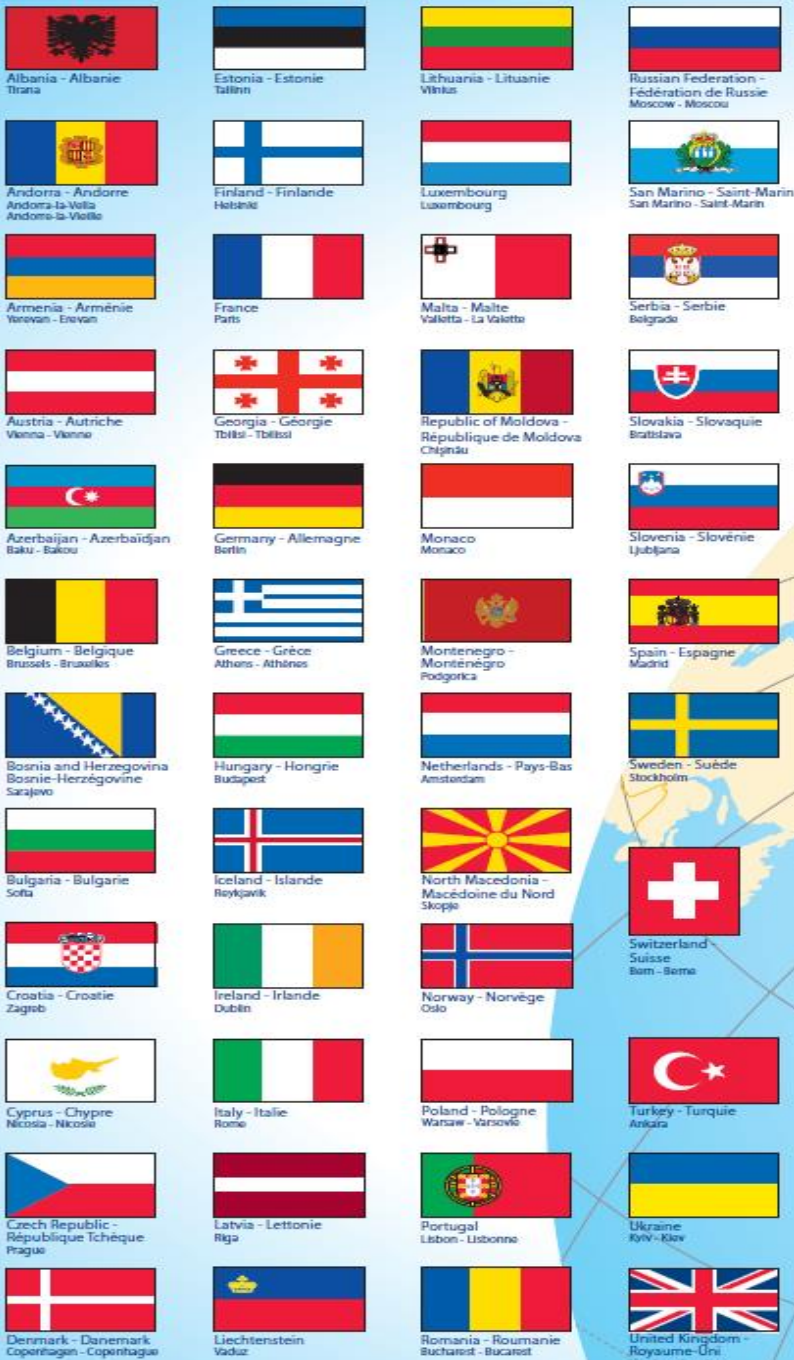 Albania - Albanie
Tirana
Andorra - Andorre
Andorra-la-Vella
Andorre-la-Vieille
Armenia - Arménie
Yerevan - Erevan
Austria - Autriche
Vienna - Vienne
Azerbaijan - Azerbaïdjan
Baku - Bakou
Belgium - Belgique
Brussels - Bruxelles
Bosnia and Herzegovina
Bosnie-Herzégovine
Sarajevo
Bulgaria - Bulgarie
Sofia
Croatia - Croatie
Zagreb
Cyprus - Chypre
Nicosia - Nicosie
Czech Republic -
République Tchèque
Prague
Denmark - Danemark
Copenhagen - Copenhague
Estonia - Estonie
Tallinn
Finland - Finlande
Helsinki
France
Paris
Georgia - Géorgie
Tbilisi - Tbilissi
Germany - Allemagne
Berlin
Greece - Grèce
Athens - Athènes
Hungary - Hongrie
Budapest
Iceland - Islande
Reykjavik
Ireland - Irlande
Dublin
Italy - Italie
Rome
Latvia - Lettonie
Riga
Liechtenstein
Vaduz
Lithuania - Lituanie
Vilnius
Luxembourg
Luxembourg
Malta - Malte
Valletta - La Valette
Republic of Moldova -
République de Moldova
Chişinău
Monaco
Monaco
Montenegro -
Monténégro
Podgorica
Netherlands - Pays-Bas
Amsterdam
North Macedonia -
Macédoine du Nord
Skopje
Norway - Norvège
Oslo
Poland - Pologne
Warsaw - Varsovie
Portugal
Lisbon - Lisbonne
Romania - Roumanie
Bucharest - Bucarest
Russian Federation -
Fédération de Russie
Moscow - Moscou
San Marino - Saint-Marin
San Marino - Saint-Marin
Serbia - Serbie
Belgrade
Slovakia - Slovaquie
Bratislava
Slovenia - Slovénie
Ljubljana
Spain - Espagne
Madrid
Sweden - Suède
Stockholm
Switzerland -
Suisse
Bern - Berne
Turkey - Turquie
Ankara
Ukraine
Kyiv - Kiev
United Kingdom -
Royaume-Uni